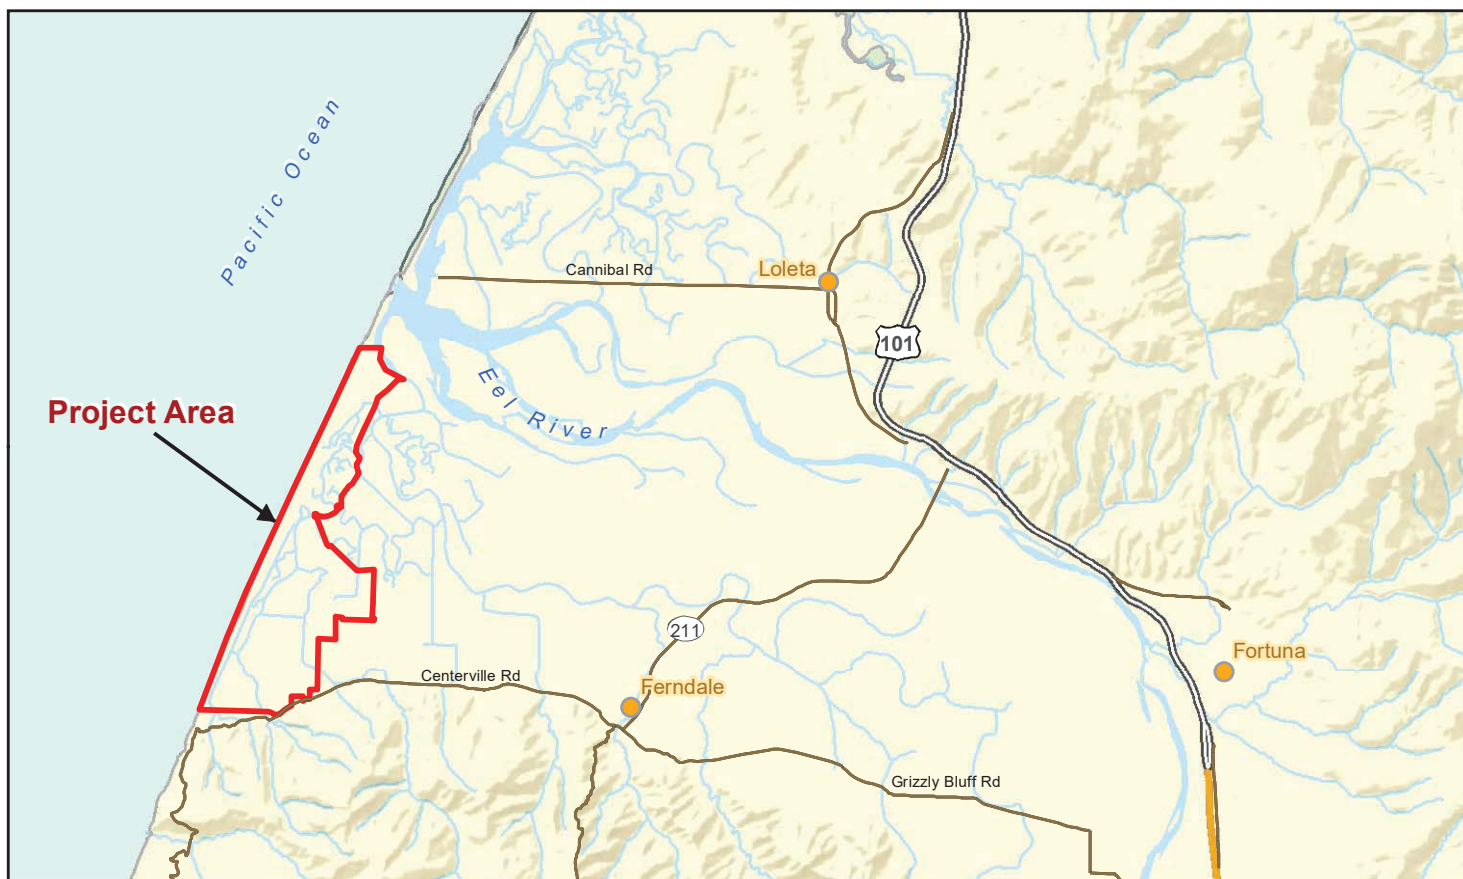 Pacific Ocean
Cannibal Rd
Loleta
101
Eel River
Project Area
211
Centerville Rd
Ferndale
Fortuna
Grizzly Bluff Rd